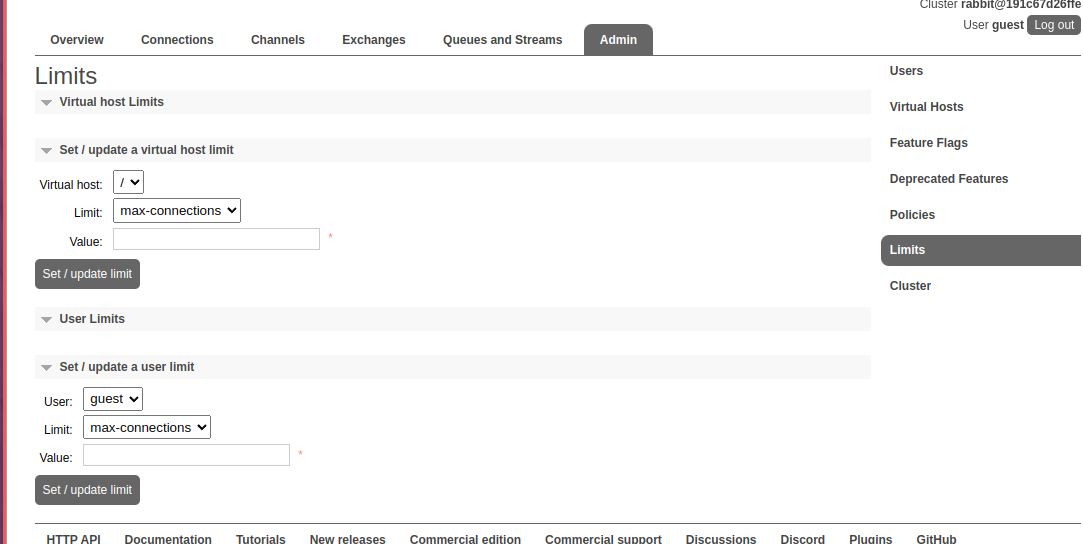 Cluster rabbit@191c67d26ffe
User guest Log out
Overview Connections Channels Exchanges Queues and Streams Admin
Limits
Virtual host Limits
Set / update a virtual host limit
Virtual host: /
Limit: max-connections
Value: *
Set / update limit
User Limits
Set / update a user limit
User: guest
Limit: max-connections
Value: *
Set / update limit
Users
Virtual Hosts
Feature Flags
Deprecated Features
Policies
Limits
Cluster
HTTP API Documentation Tutorials New releases Commercial edition Commercial support Discussions Discord Plugins GitHub